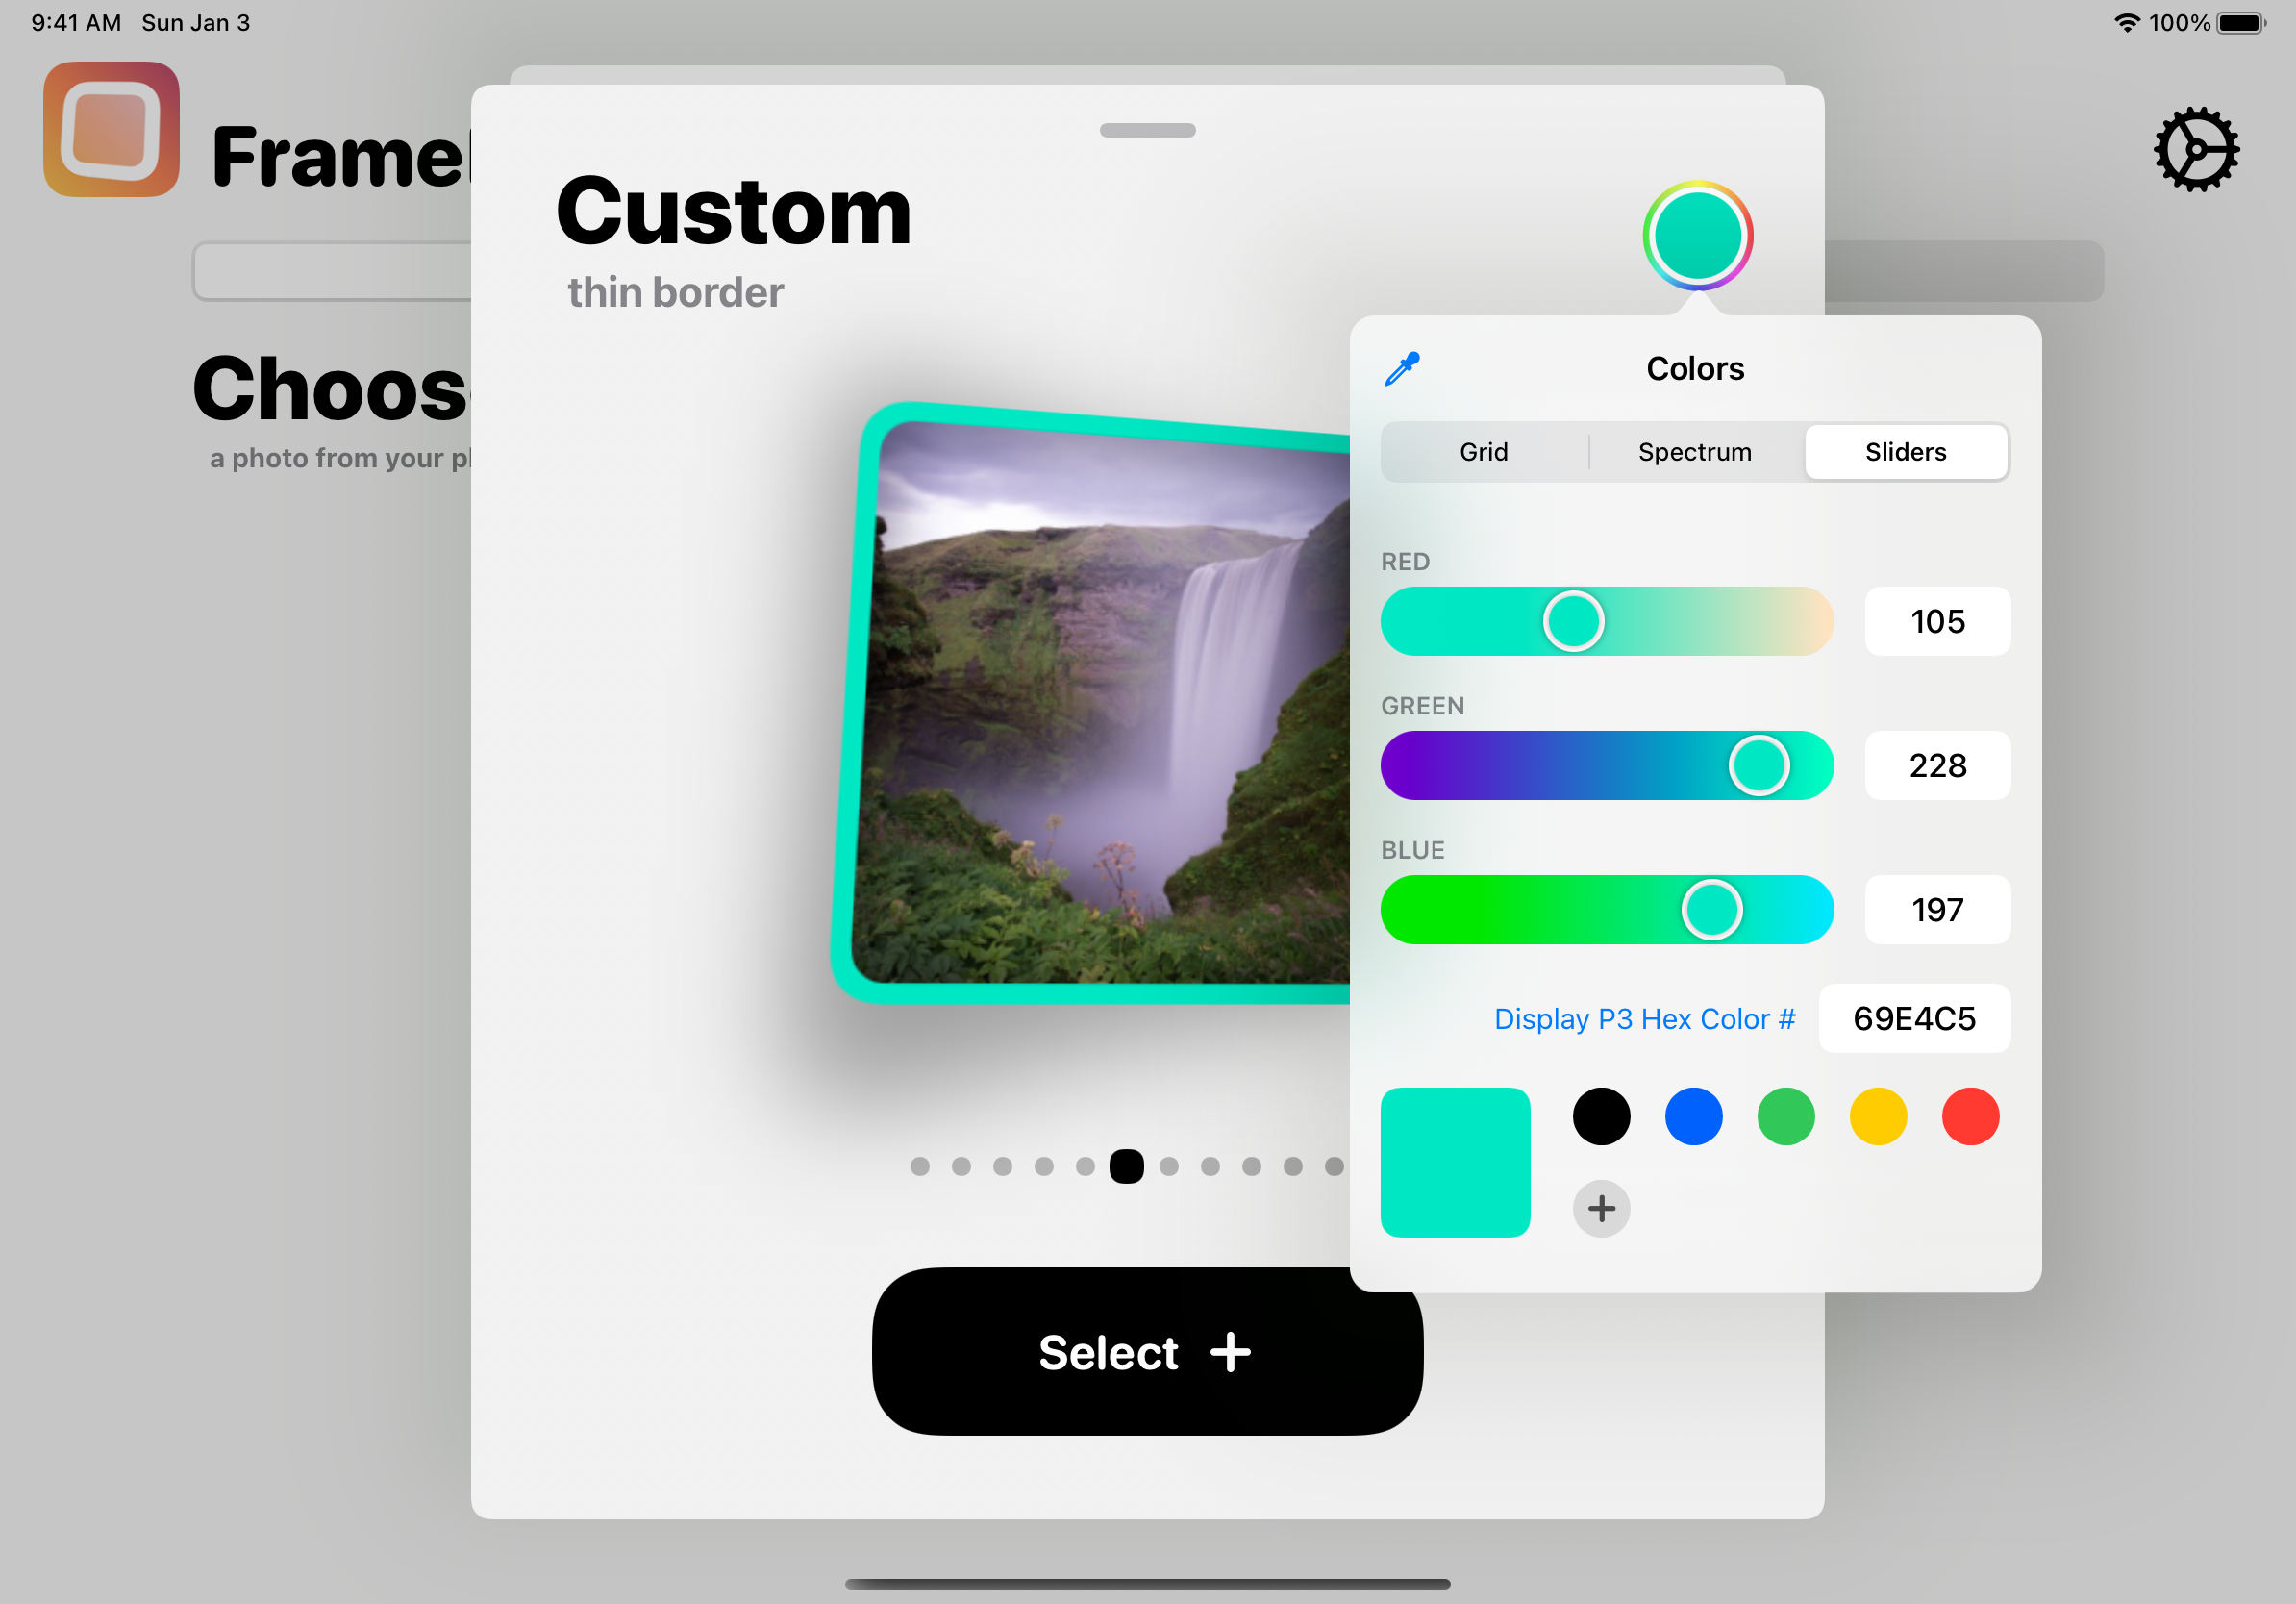 9:41 AM Sun Jan 3
100%
Frame
Custom
thin border
Choos
a photo from your p
Colors
Grid
Spectrum
Sliders
RED
105
GREEN
228
BLUE
197
Display P3 Hex Color #
69E4C5
Select +